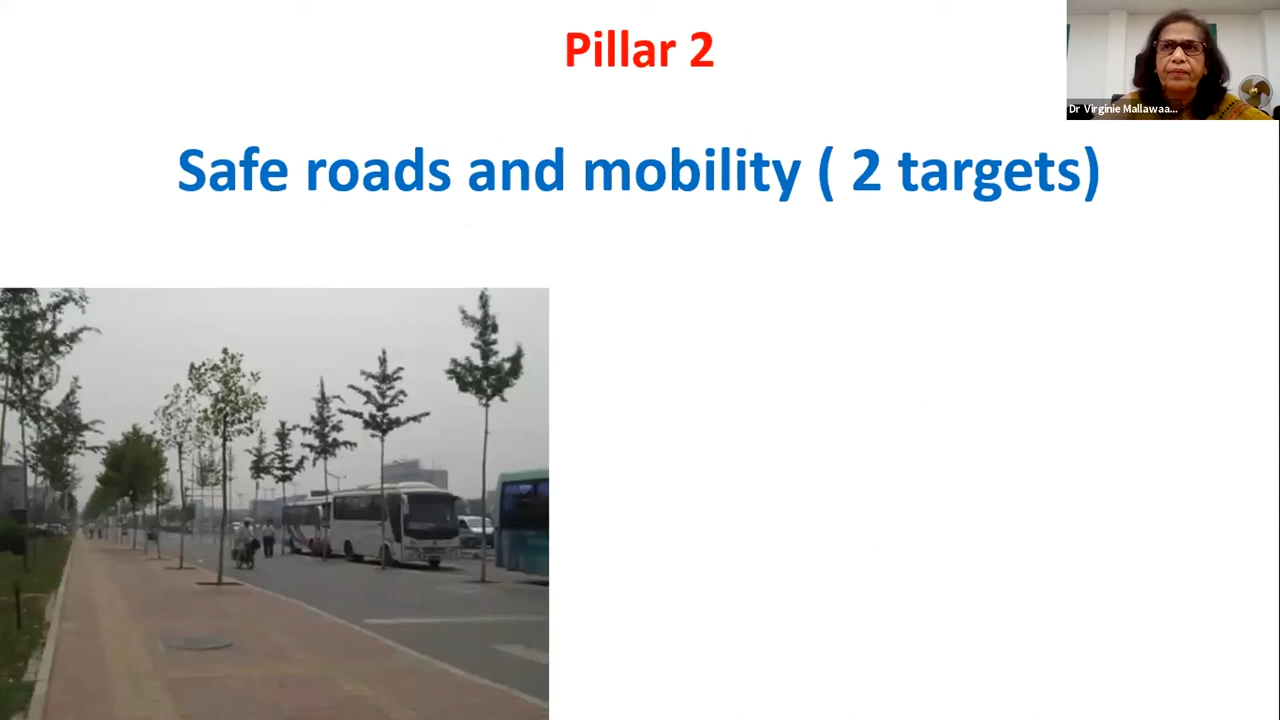 Pillar 2
Dr Virginie Mallawaa...
Safe roads and mobility ( 2 targets)